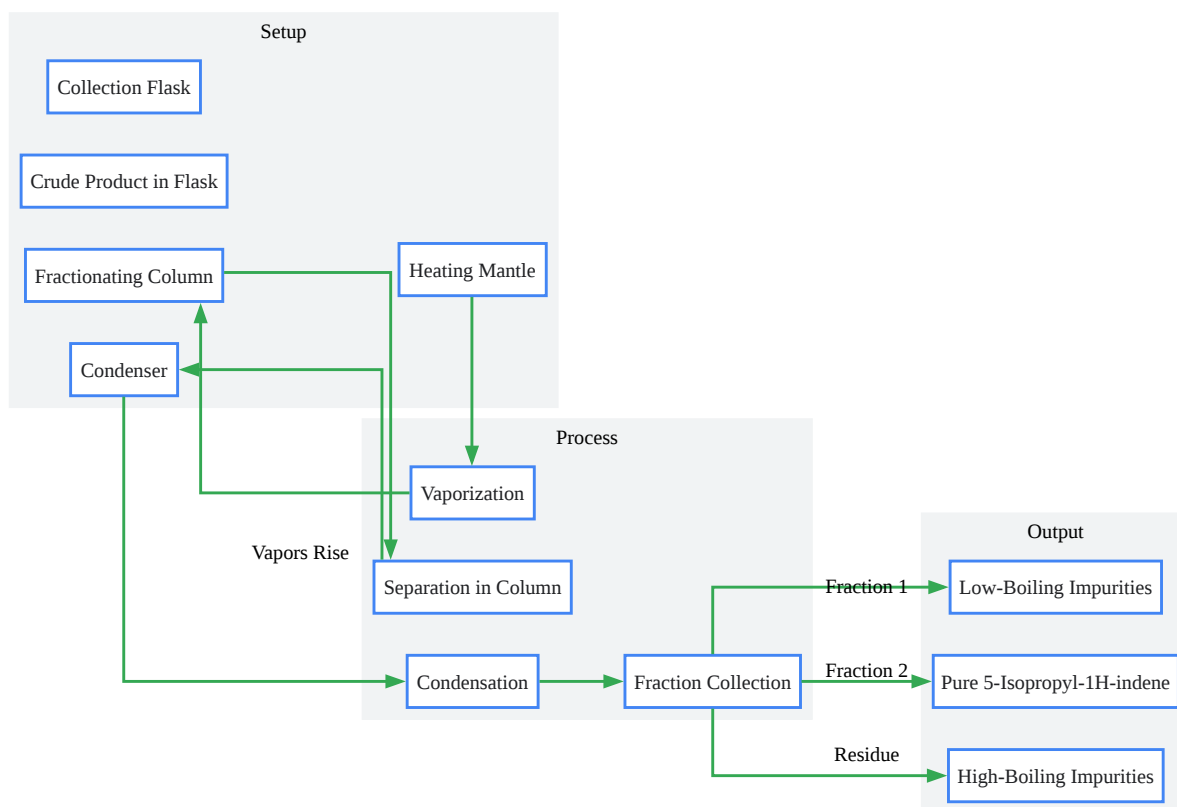 Setup
Collection Flask
Crude Product in Flask
Fractionating Column
Heating Mantle
Condenser
Process
Vaporization
Vapors Rise
Separation in Column
Condensation
Fraction Collection
Output
Fraction 1
Low-Boiling Impurities
Fraction 2
Pure 5-Isopropyl-1H-indene
Residue
High-Boiling Impurities